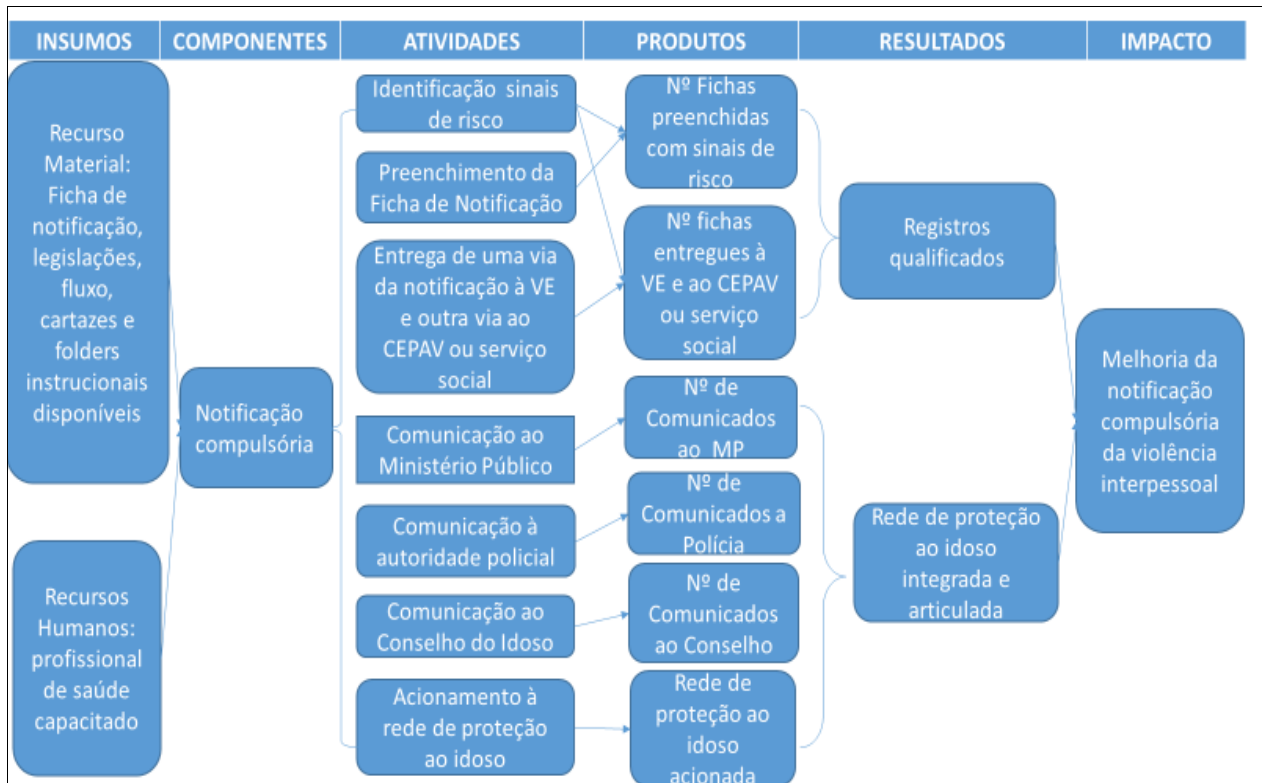 INSUMOS
COMPONENTES
ATIVIDADES
PRODUTOS
RESULTADOS
IMPACTO
Recurso
Material:
Ficha de
notificação,
legislações,
fluxo,
cartazes e
folders
instrucionais
disponíveis
Recursos
Humanos:
profissional
de saúde
capacitado
Notificação
compulsória
Identificação sinais
de risco
Preenchimento da
Ficha de Notificação
Entrega de uma via
da notificação à VE
e outra via ao
CEPAV ou serviço
social
Comunicação ao
Ministério Público
Comunicação à
autoridade policial
Comunicação ao
Conselho do Idoso
Acionamento à
rede de proteção
ao idoso
Nº Fichas
preenchidas
com sinais de
risco
Nº fichas
entregues à
VE e ao CEPAV
ou serviço
social
Nº de
Comunicados
ao MP
Nº de
Comunicados a
Polícia
Nº de
Comunicados
ao Conselho
Rede de
proteção ao
idoso
acionada
Registros
qualificados
Rede de proteção
ao idoso
integrada e
articulada
Melhoria da
notificação
compulsória
da violência
interpessoal